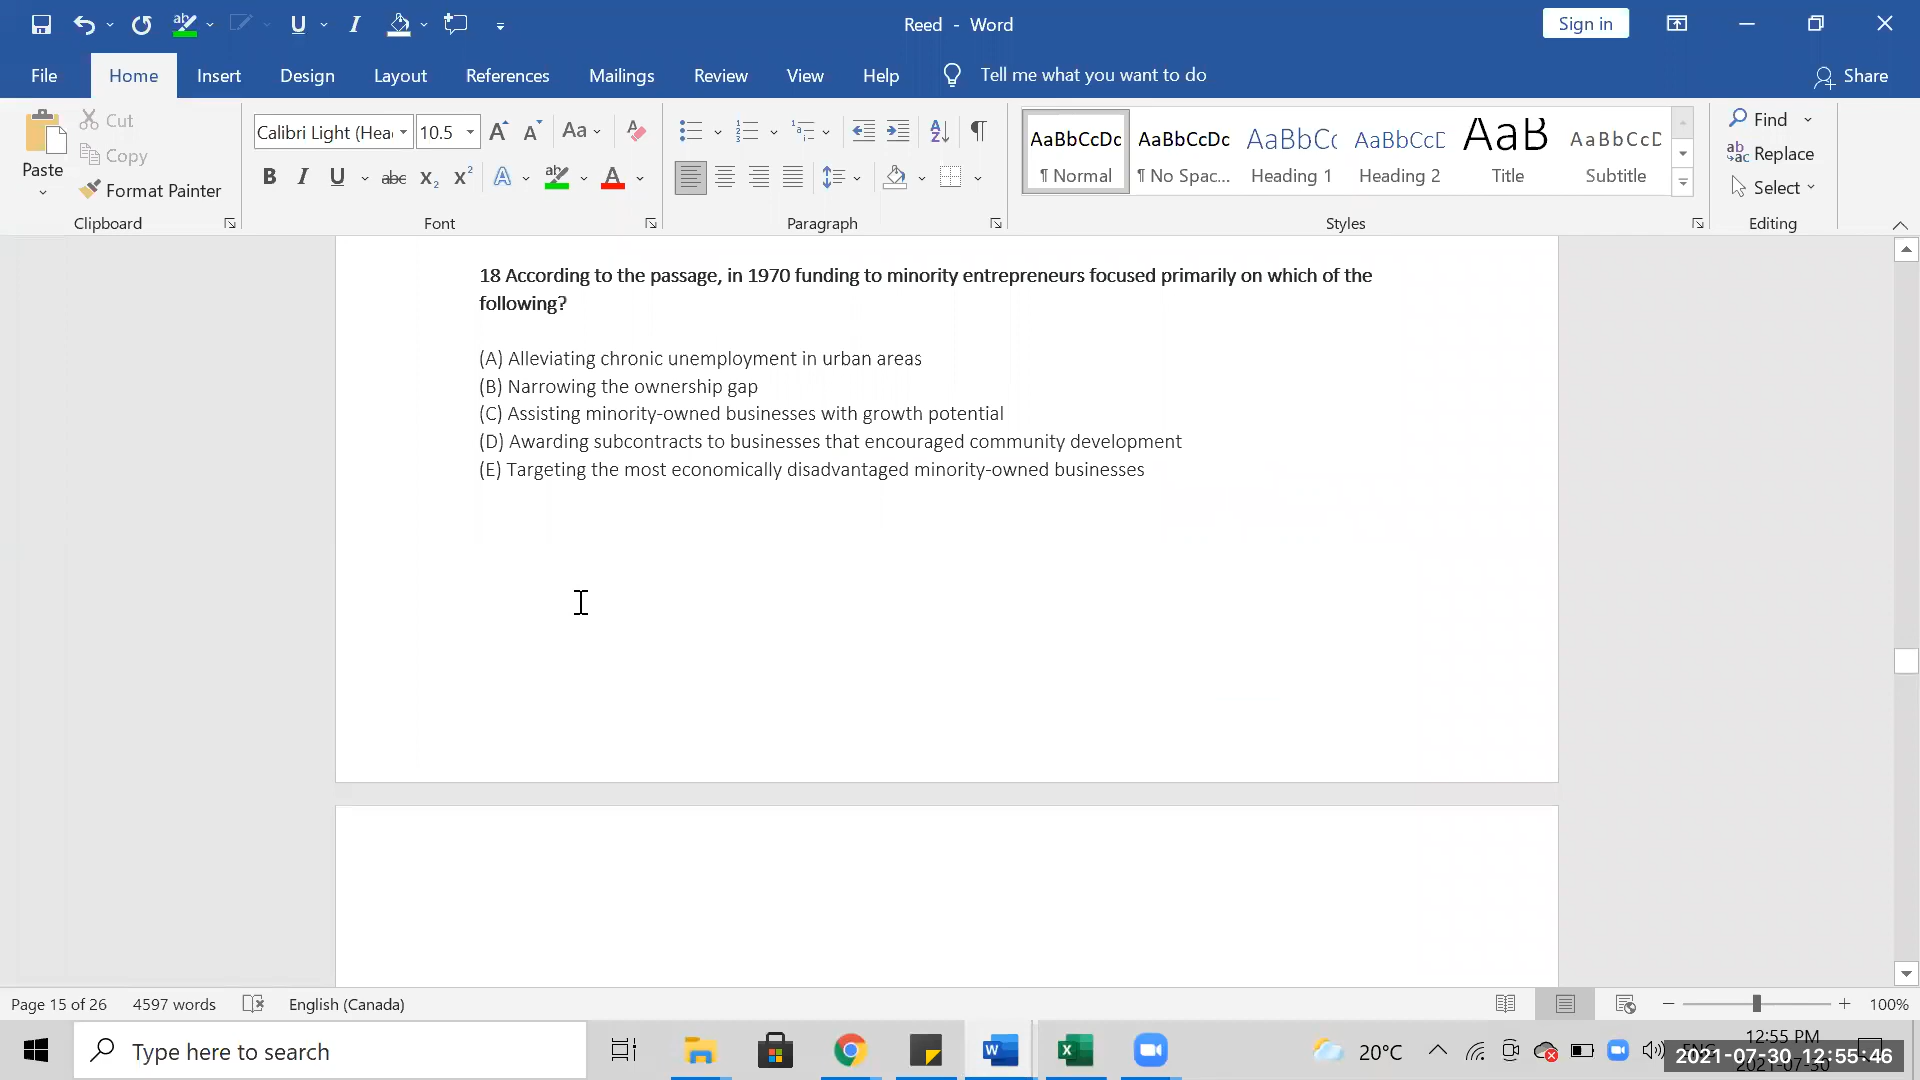 Reed - Word
Sign in
File Home Insert Design Layout References Mailings Review View Help Tell me what you want to do Share
Paste
Cut
Copy
Format Painter
Clipboard
Calibri Light (Hea 10.5
Font
Paragraph
AaBbCcDc AaBbCcDc AaBbCc AaBbCcD AaB AaBbCcD
¶ Normal ¶ No Spac... Heading 1 Heading 2 Title Subtitle
Styles
Find
Replace
Select
Editing
18 According to the passage, in 1970 funding to minority entrepreneurs focused primarily on which of the
following?
(A) Alleviating chronic unemployment in urban areas
(B) Narrowing the ownership gap
(C) Assisting minority-owned businesses with growth potential
(D) Awarding subcontracts to businesses that encouraged community development
(E) Targeting the most economically disadvantaged minority-owned businesses
Page 15 of 26 4597 words English (Canada) 100%
Type here to search
20°C
12:55 PM
2021-07-30 12:55:46